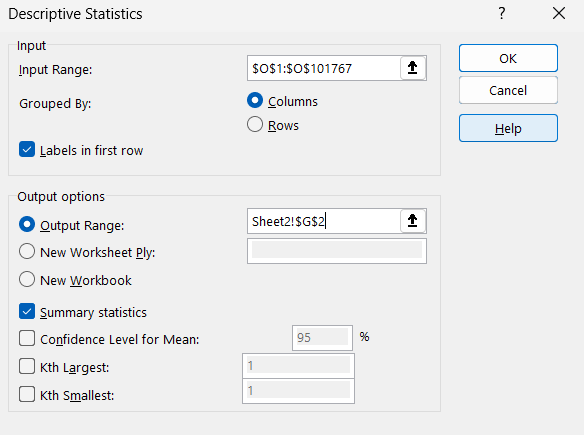 Descriptive Statistics ?
Input
Input Range: $O$1:$O$101767
Grouped By: Columns
Rows
Labels in first row
OK
Cancel
Help
Output options
Output Range: Sheet2!$G$2
New Worksheet Ply:
New Workbook
Summary statistics
Confidence Level for Mean: 95 %
Kth Largest: 1
Kth Smallest: 1